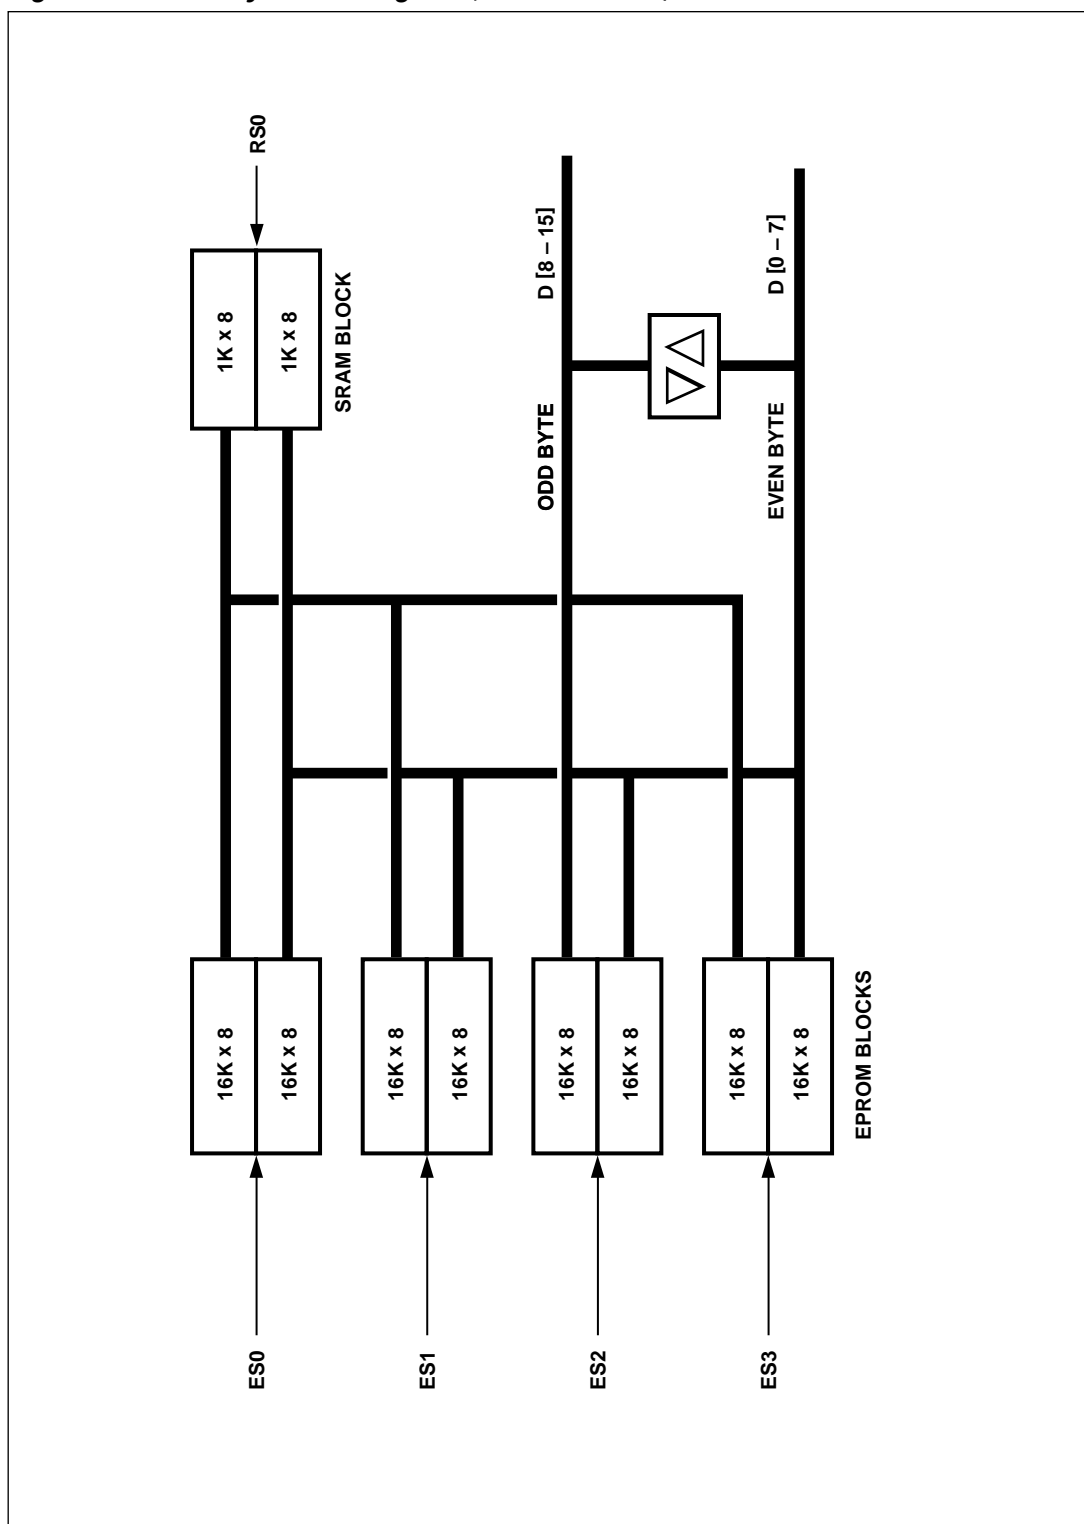 RS0
1K x 8
1K x 8
SRAM BLOCK
D [8 – 15]
D [0 – 7]
ODD BYTE
EVEN BYTE
16K x 8
16K x 8
16K x 8
16K x 8
16K x 8
16K x 8
16K x 8
16K x 8
EPROM BLOCKS
ES0
ES1
ES2
ES3